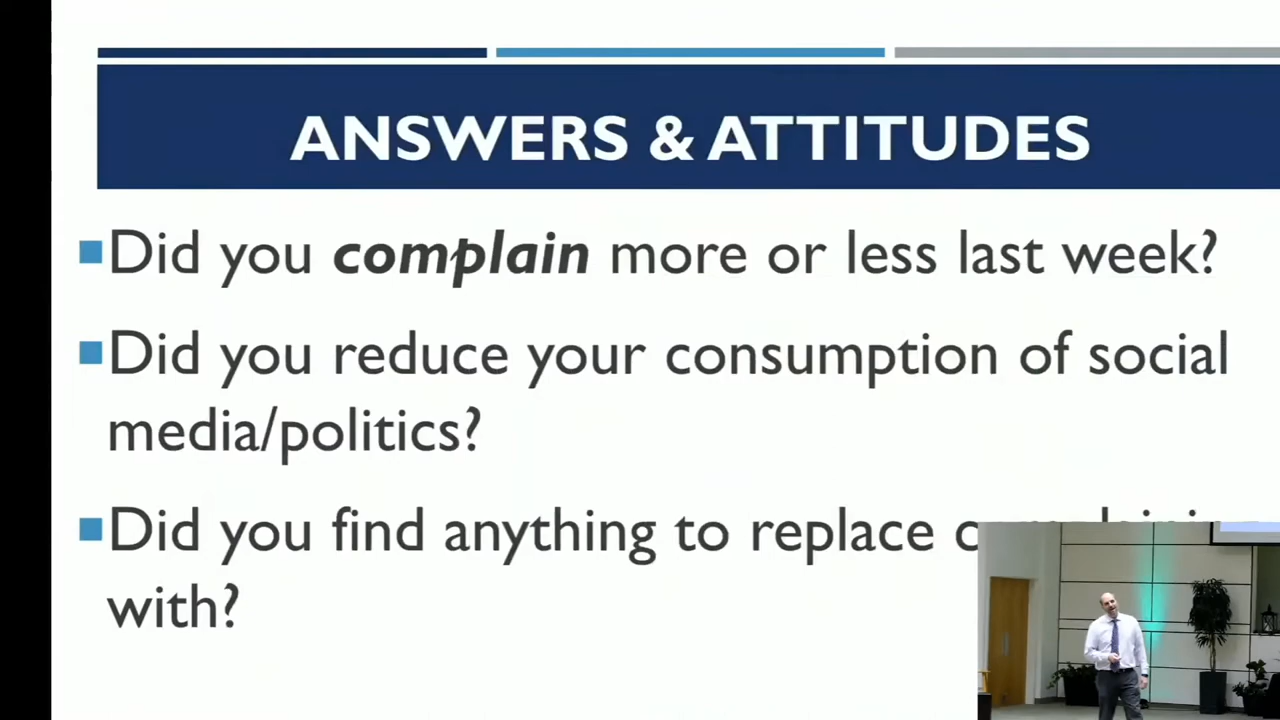 ANSWERS & ATTITUDES
Did you complain more or less last week?
Did you reduce your consumption of social
media/politics?
Did you find anything to replace
with?